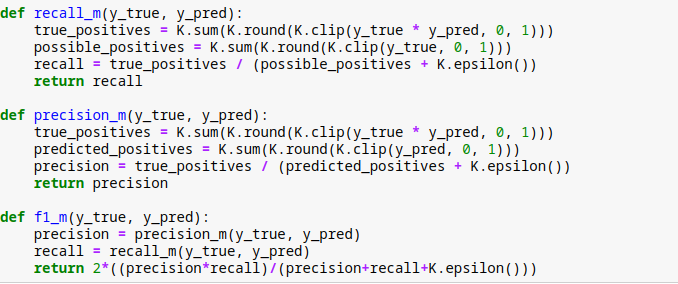 def recall_m(y_true, y_pred):
    true_positives = K.sum(K.round(K.clip(y_true * y_pred, 0, 1)))
    possible_positives = K.sum(K.round(K.clip(y_true, 0, 1)))
    recall = true_positives / (possible_positives + K.epsilon())
    return recall

def precision_m(y_true, y_pred):
    true_positives = K.sum(K.round(K.clip(y_true * y_pred, 0, 1)))
    predicted_positives = K.sum(K.round(K.clip(y_pred, 0, 1)))
    precision = true_positives / (predicted_positives + K.epsilon())
    return precision

def f1_m(y_true, y_pred):
    precision = precision_m(y_true, y_pred)
    recall = recall_m(y_true, y_pred)
    return 2*((precision*recall)/(precision+recall+K.epsilon()))